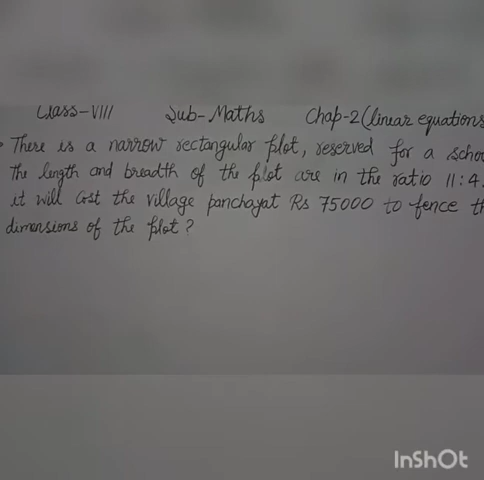 Class-VIII Sub- Maths Chap-2(linear equations
There is a narrow rectangular plot, reserved for a
The length and breadth of the plot are in the ratio 11:4.
it will Cost the village panchayat Rs 75000 to fence
dimensions of the plot?
InShOt